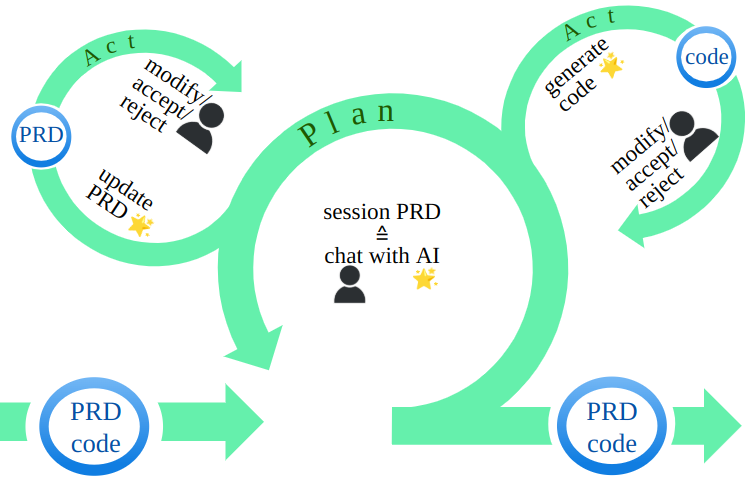 Act
modify/
accept/
reject
PRD
update
PRD
Plan
session PRD
≙
chat with AI
Act
generate
code
code
modify/
accept/
reject
PRD
code
PRD
code